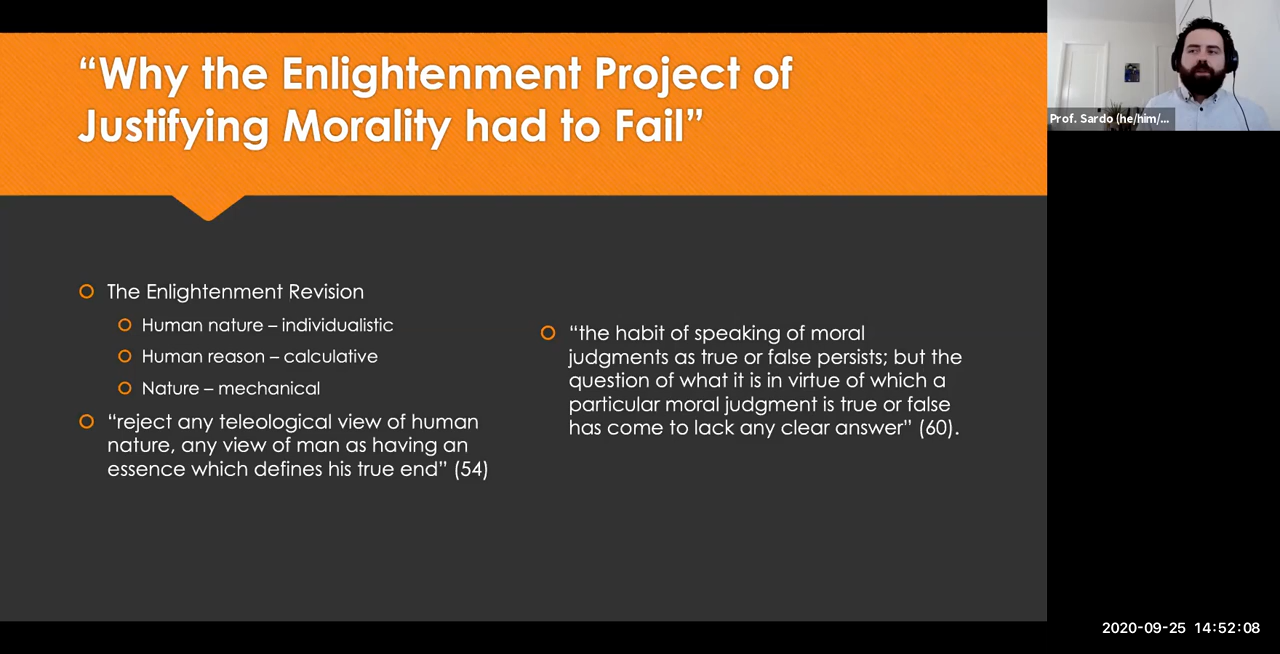 “Why the Enlightenment Project of
Justifying Morality had to Fail”
Prof. Sardo (he/him/...
The Enlightenment Revision
Human nature – individualistic
Human reason – calculative
Nature – mechanical
“reject any teleological view of human
nature, any view of man as having an
essence which defines his true end” (54)
“the habit of speaking of moral
judgments as true or false persists; but the
question of what it is in virtue of which a
particular moral judgment is true or false
has come to lack any clear answer” (60).
2020-09-25 14:52:08